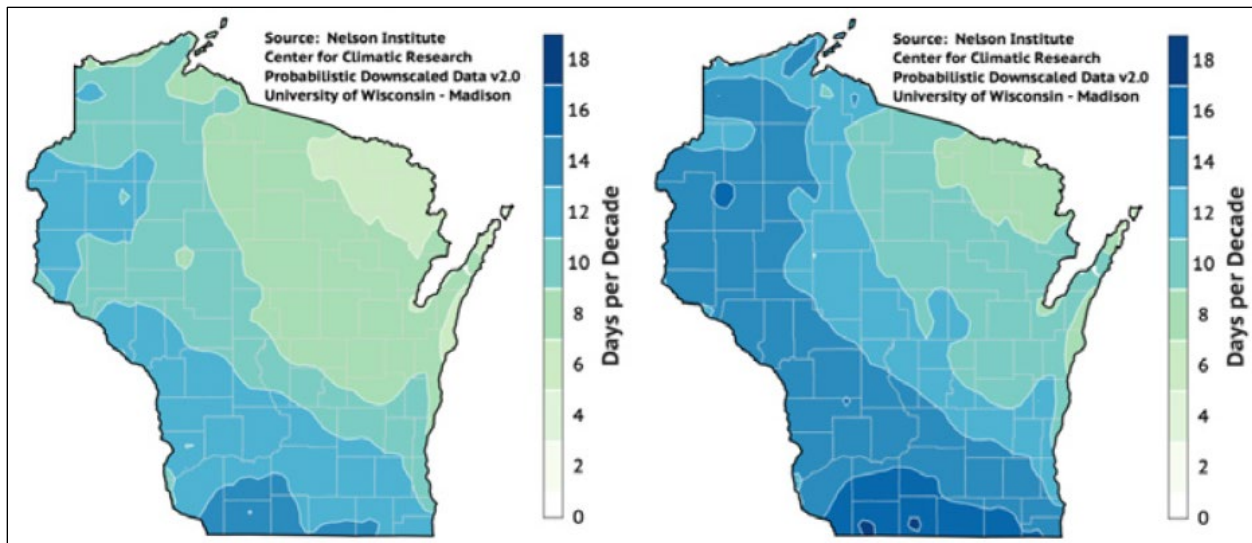 Source: Nelson Institute
Center for Climatic Research
Probabilistic Downscaled Data v2.0
University of Wisconsin - Madison
18
16
14
12
10
8
6
4
2
0
Days per Decade
Source: Nelson Institute
Center for Climatic Research
Probabilistic Downscaled Data v2.0
University of Wisconsin - Madison
18
16
14
12
10
8
6
4
2
0
Days per Decade